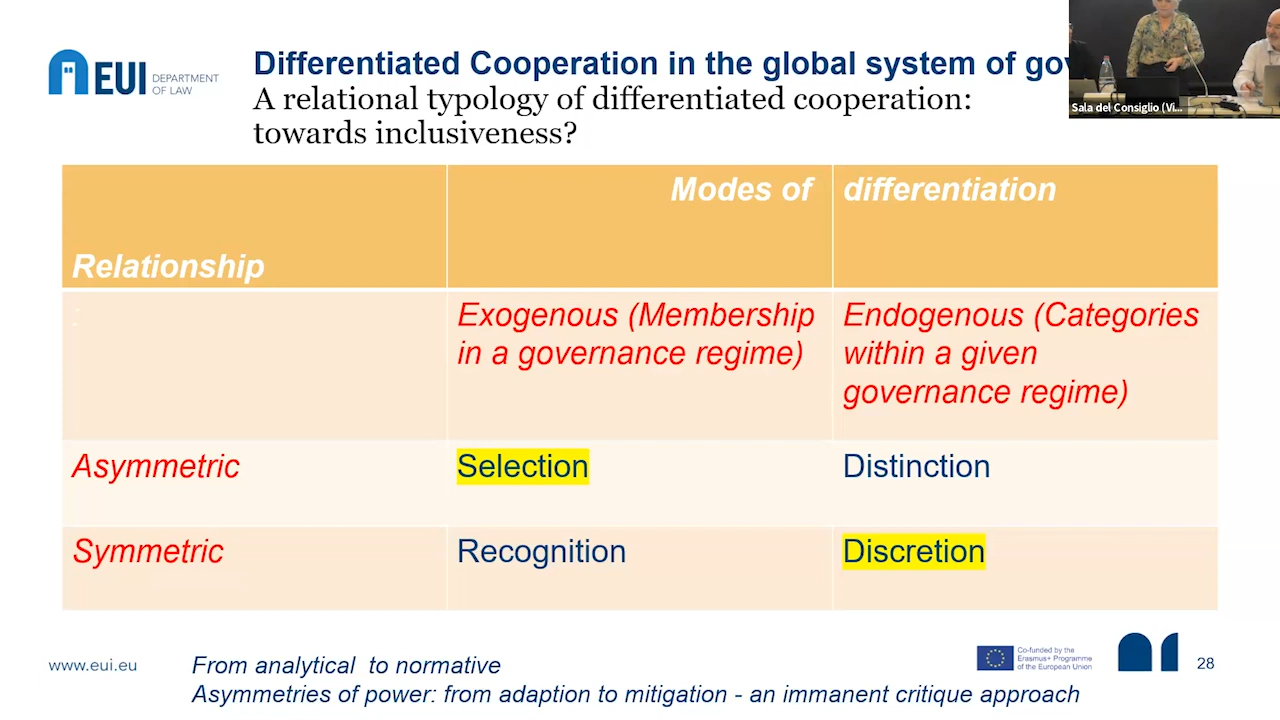 EUI DEPARTMENT
OF LAW
Differentiated Cooperation in the global system of go
A relational typology of differentiated cooperation:
towards inclusiveness?
Sala del Consiglio (Vi...
Modes of differentiation
Relationship
:
Exogenous (Membership
in a governance regime)
Endogenous (Categories
within a given
governance regime)
Asymmetric
Selection
Distinction
Symmetric
Recognition
Discretion
www.eui.eu
From analytical to normative
Asymmetries of power: from adaption to mitigation - an immanent critique approach
Co-funded by the
Erasmus+ Programme
of the European Union
28